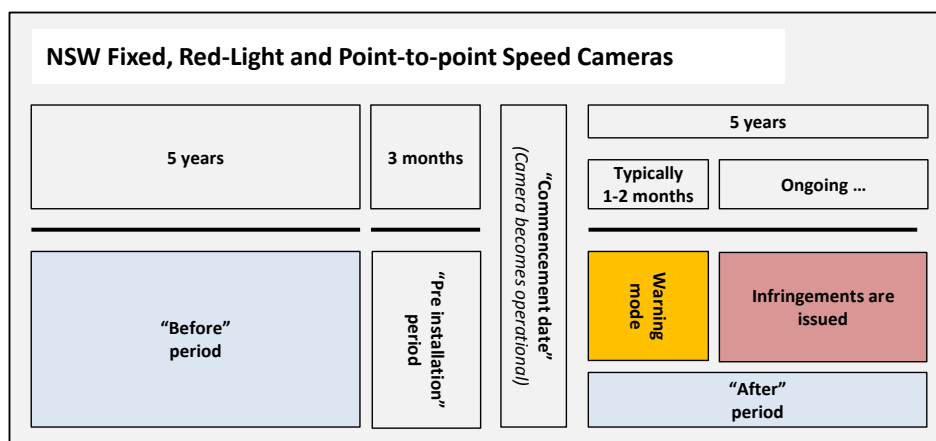 NSW Fixed, Red-Light and Point-to-point Speed Cameras
5 years
3 months
“Commencement date”
(Camera becomes operational)
5 years
Typically
1-2 months
Ongoing …
“Before”
period
“Pre installation”
period
Warning
mode
Infringements are
issued
“After”
period